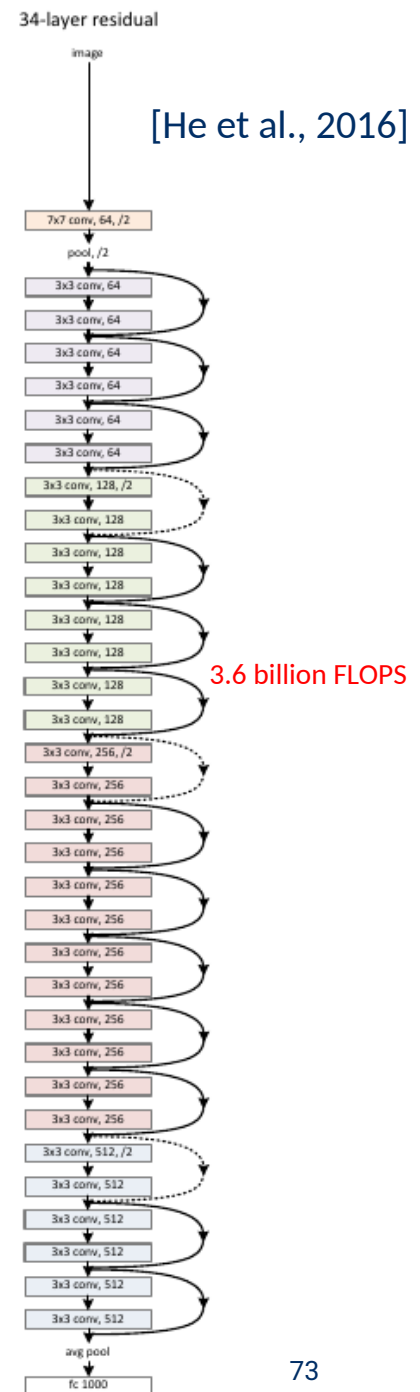 34-layer residual
image
[He et al., 2016]
7x7 conv, 64, /2
pool, /2
3x3 conv, 64
3x3 conv, 64
3x3 conv, 64
3x3 conv, 64
3x3 conv, 64
3x3 conv, 64
3x3 conv, 128, /2
3x3 conv, 128
3x3 conv, 128
3x3 conv, 128
3x3 conv, 128
3x3 conv, 128
3.6 billion FLOPS
3x3 conv, 128
3x3 conv, 128
3x3 conv, 256, /2
3x3 conv, 256
3x3 conv, 256
3x3 conv, 256
3x3 conv, 256
3x3 conv, 256
3x3 conv, 256
3x3 conv, 256
3x3 conv, 256
3x3 conv, 256
3x3 conv, 256
3x3 conv, 256
3x3 conv, 512, /2
3x3 conv, 512
3x3 conv, 512
3x3 conv, 512
3x3 conv, 512
3x3 conv, 512
avg pool
73
fc 1000